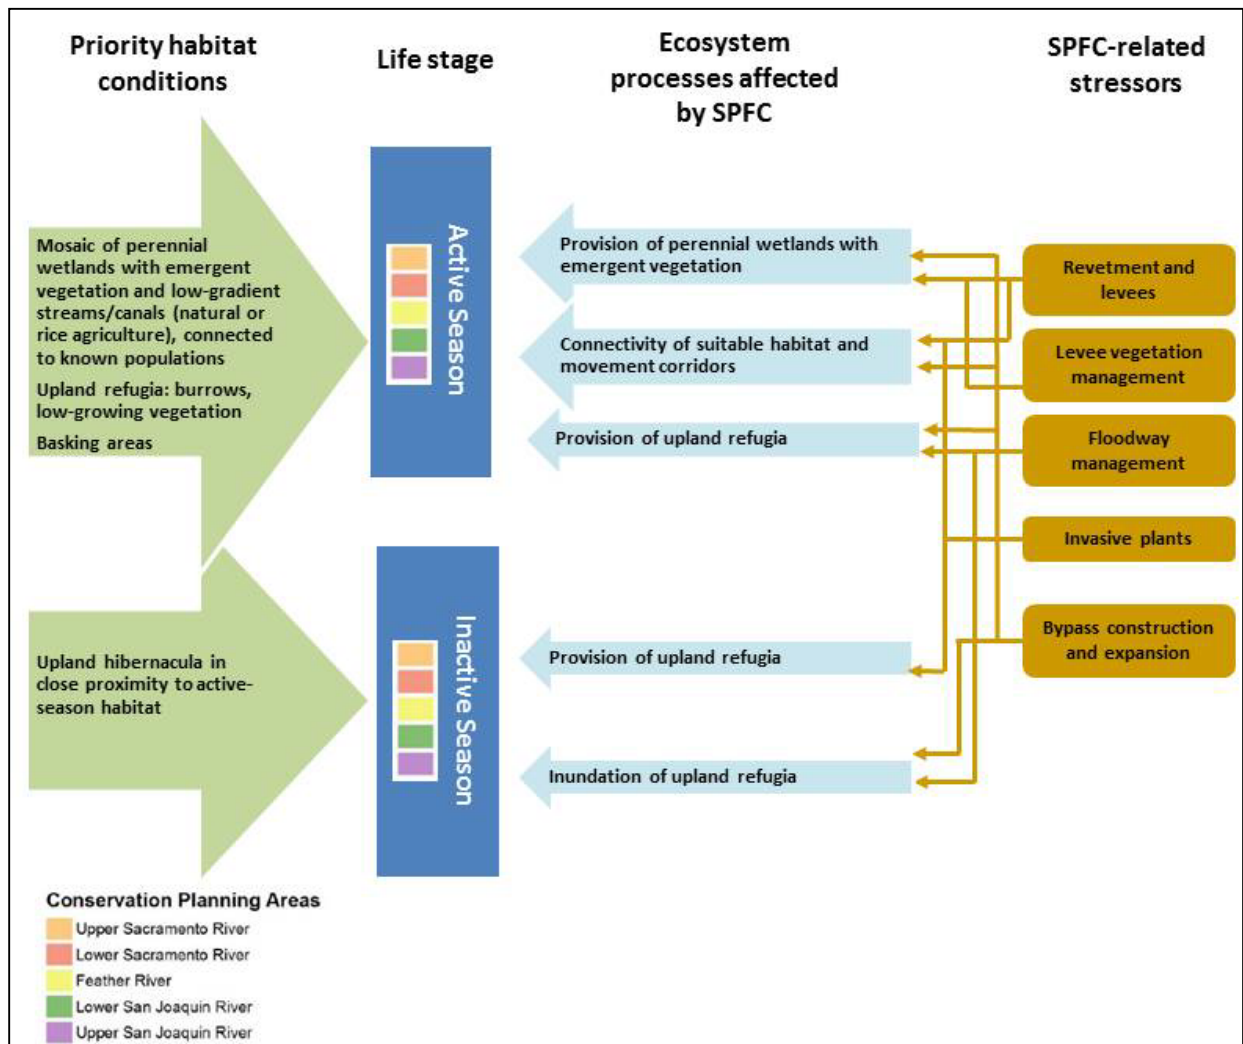 Priority habitat
conditions
Life stage
Ecosystem
processes affected
by SPFC
SPFC-related
stressors
Mosaic of perennial
wetlands with emergent
vegetation and low-gradient
streams/canals (natural or
rice agriculture), connected
to known populations
Upland refugia: burrows,
low-growing vegetation
Basking areas
Active Season
Provision of perennial wetlands with
emergent vegetation
Connectivity of suitable habitat and
movement corridors
Provision of upland refugia
Revetment and
levees
Levee vegetation
management
Floodway
management
Invasive plants
Bypass construction
and expansion
Upland hibernacula in
close proximity to active-
season habitat
Inactive Season
Provision of upland refugia
Inundation of upland refugia
Conservation Planning Areas
Upper Sacramento River
Lower Sacramento River
Feather River
Lower San Joaquin River
Upper San Joaquin River